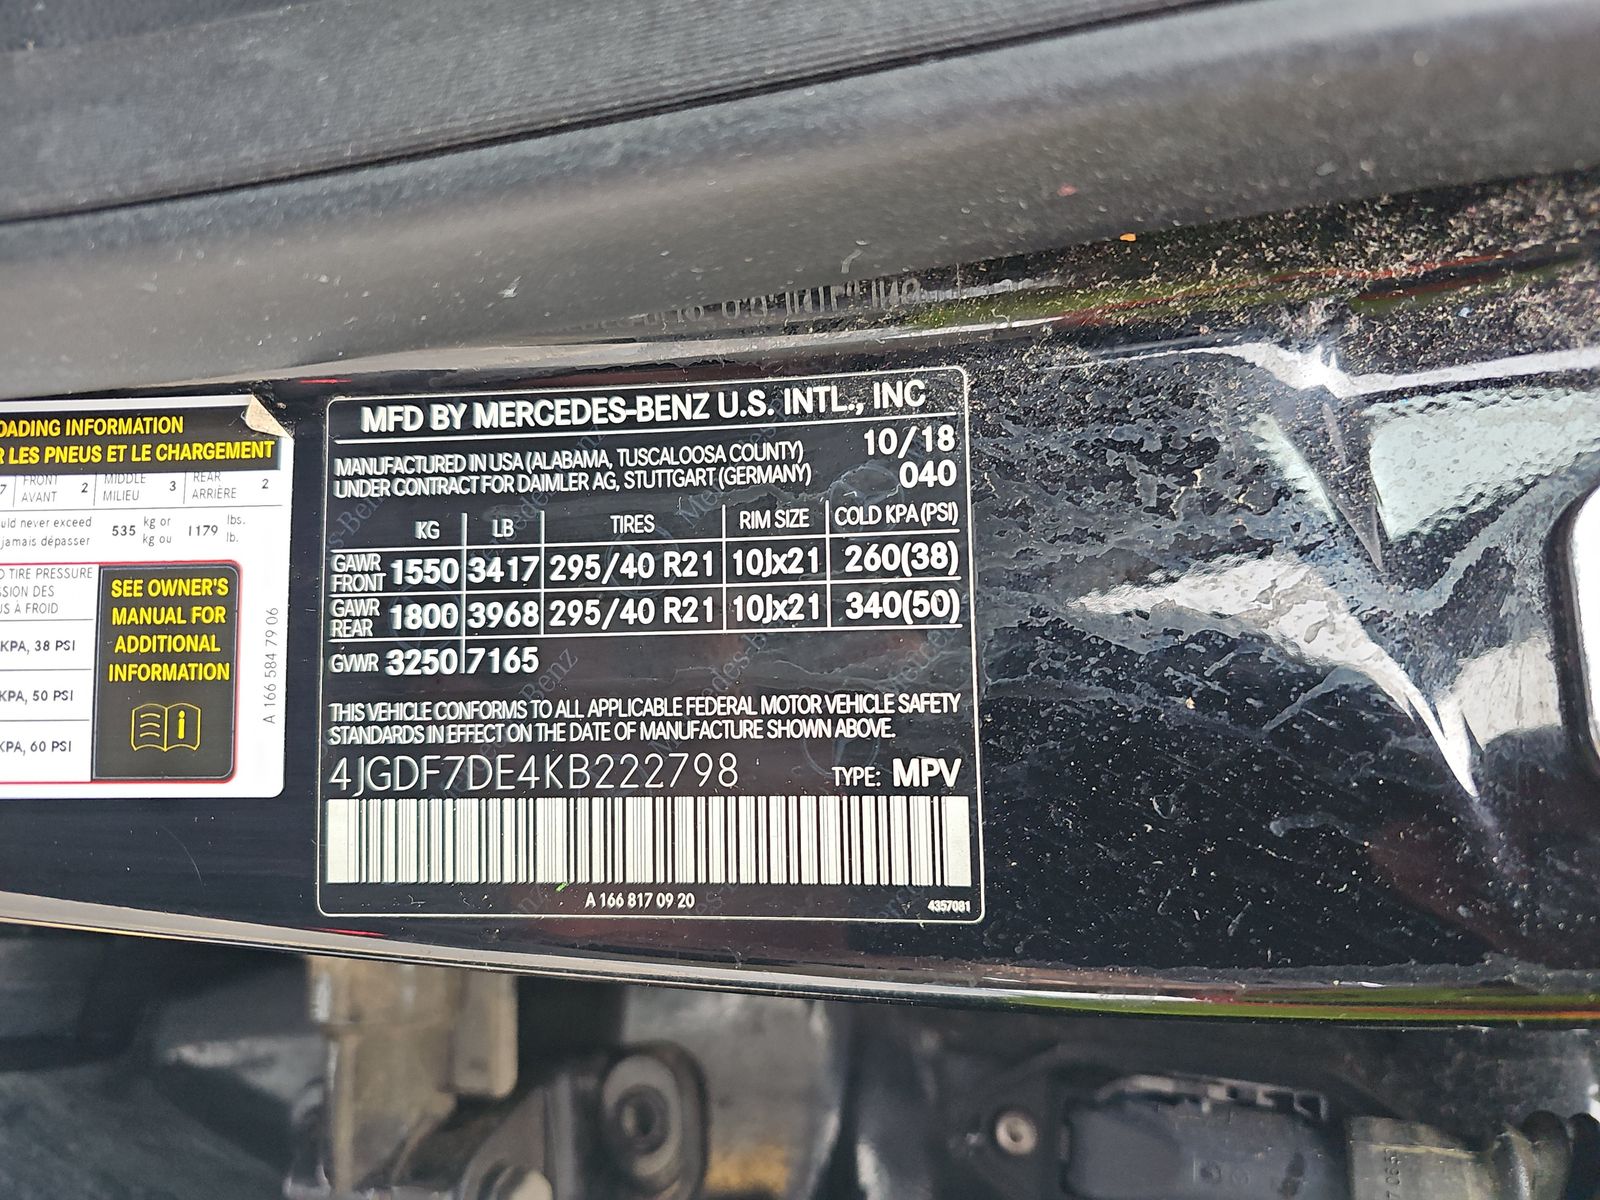 OADING INFORMATION
R LES PNEUS ET LE CHARGEMENT
7 FRONT AVANT 2 MIDDLE MILIEU 3 REAR ARRIÈRE 2
uld never exceed 535 kg or 1179 lbs.
jamais dépasser kg ou lb.
D TIRE PRESSURE
SSION DES
US À FROID
KPA, 38 PSI
KPA, 50 PSI
KPA, 60 PSI
SEE OWNER'S
MANUAL FOR
ADDITIONAL
INFORMATION
A 166 584 79 06
MFD BY MERCEDES-BENZ U.S. INTL., INC
MANUFACTURED IN USA (ALABAMA, TUSCALOOSA COUNTY) 10/18
UNDER CONTRACT FOR DAIMLER AG, STUTTGART (GERMANY) 040
KG LB TIRES RIM SIZE COLD KPA (PSI)
GAWR FRONT 1550 3417 295/40 R21 10Jx21 260(38)
GAWR REAR 1800 3968 295/40 R21 10Jx21 340(50)
GVWR 3250 7165
THIS VEHICLE CONFORMS TO ALL APPLICABLE FEDERAL MOTOR VEHICLE SAFETY
STANDARDS IN EFFECT ON THE DATE OF MANUFACTURE SHOWN ABOVE.
4JGDF7DE4KB222798 TYPE: MPV
A 166 817 09 20
4357081